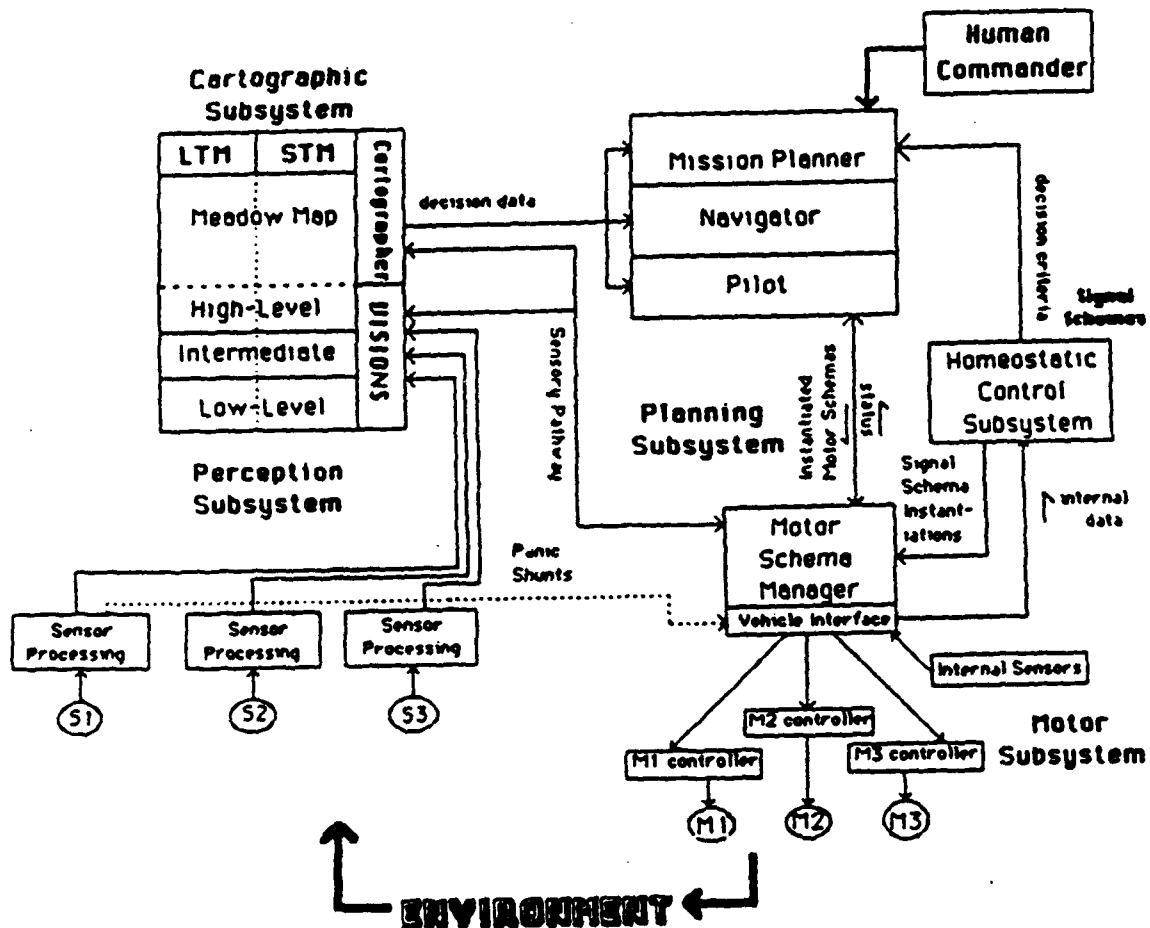 Human
Commander
Cartographic
Subsystem
LTM
STM
Cartographer
Meadow Map
decision data
Mission Planner
Navigator
Pilot
decision criteria
Signal
Schemas
High-Level
Intermediate
Low-Level
VISIONS
Sensory Pathway
Planning
Subsystem
Instantiated
Motor Schemas
status
Homeostatic
Control
Subsystem
Perception
Subsystem
Signal
Schema
Instant-
iations
internal
data
Motor
Schema
Manager
Vehicle Interface
Panic
Shunts
Sensor
Processing
Sensor
Processing
Sensor
Processing
Internal Sensors
S1
S2
S3
M2 controller
M1 controller
M3 controller
Motor
Subsystem
M1
M2
M3
ENVIRONMENT